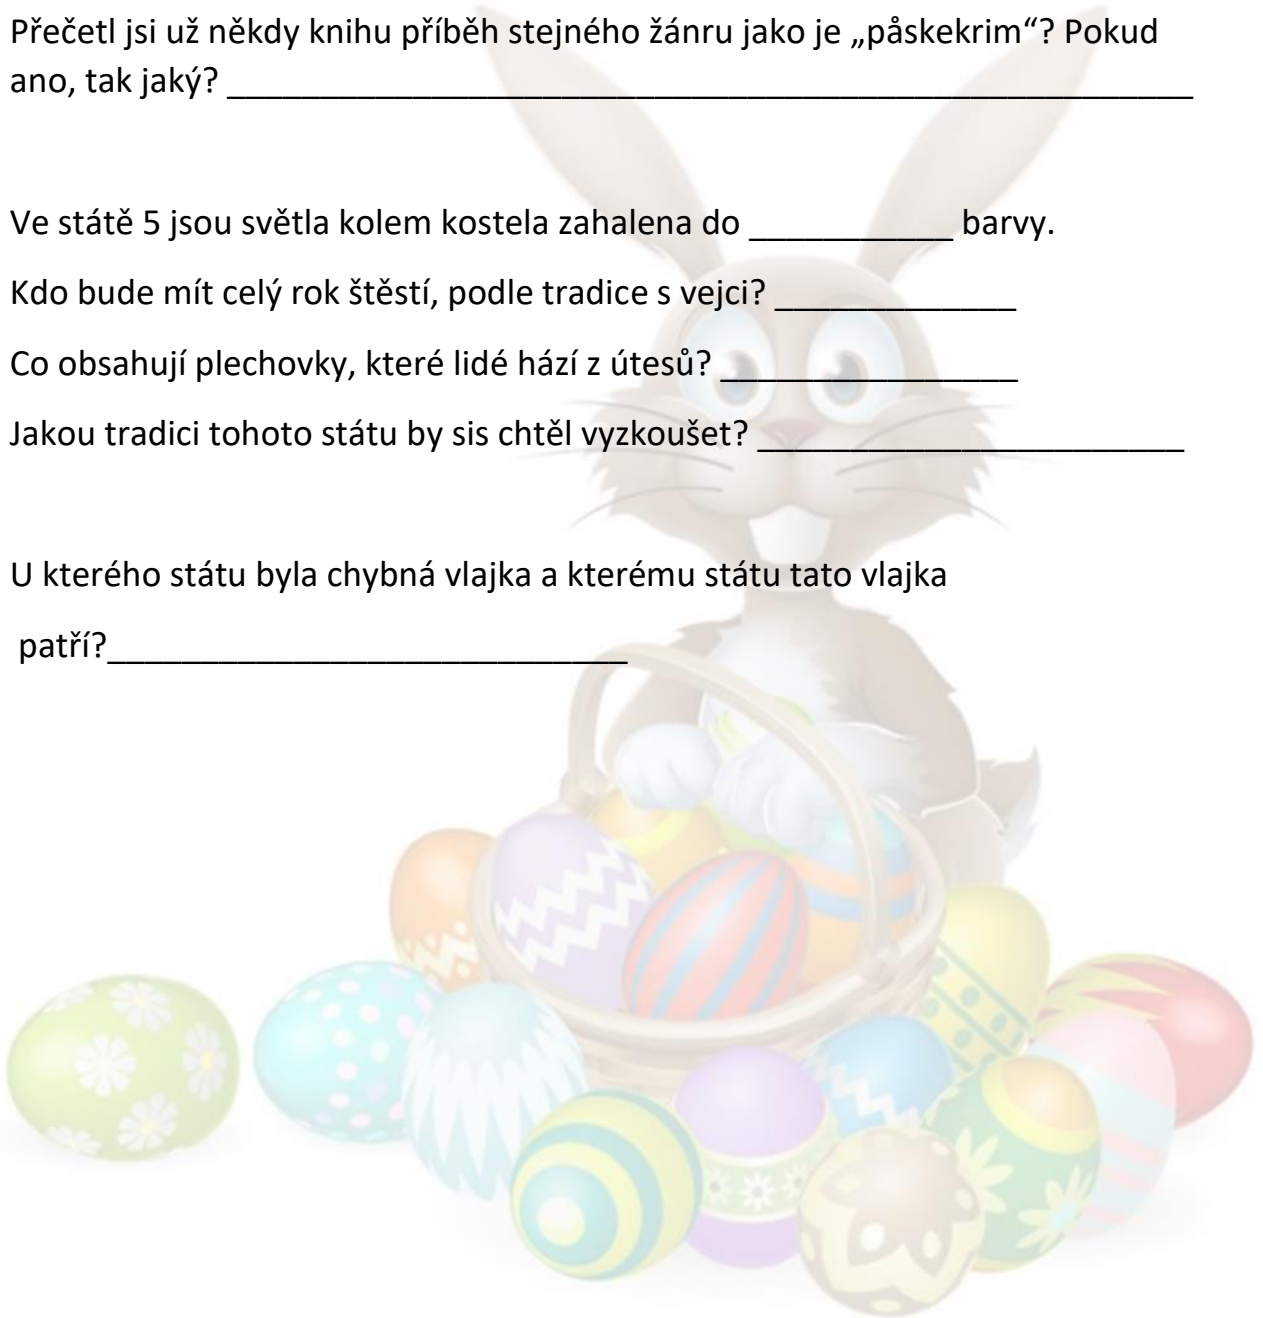 Přečetl jsi už někdy knihu příběh stejného žánru jako je „påskekrim“? Pokud
ano, tak jaký? ____________________________________________________
Ve státě 5 jsou světla kolem kostela zahalena do ___________ barvy.
Kdo bude mít celý rok štěstí, podle tradice s vejci? _____________
Co obsahují plechovky, které lidé hází z útesů? ________________
Jakou tradici tohoto státu by sis chtěl vyzkoušet? _______________________
U kterého státu byla chybná vlajka a kterému státu tato vlajka
patří?____________________________